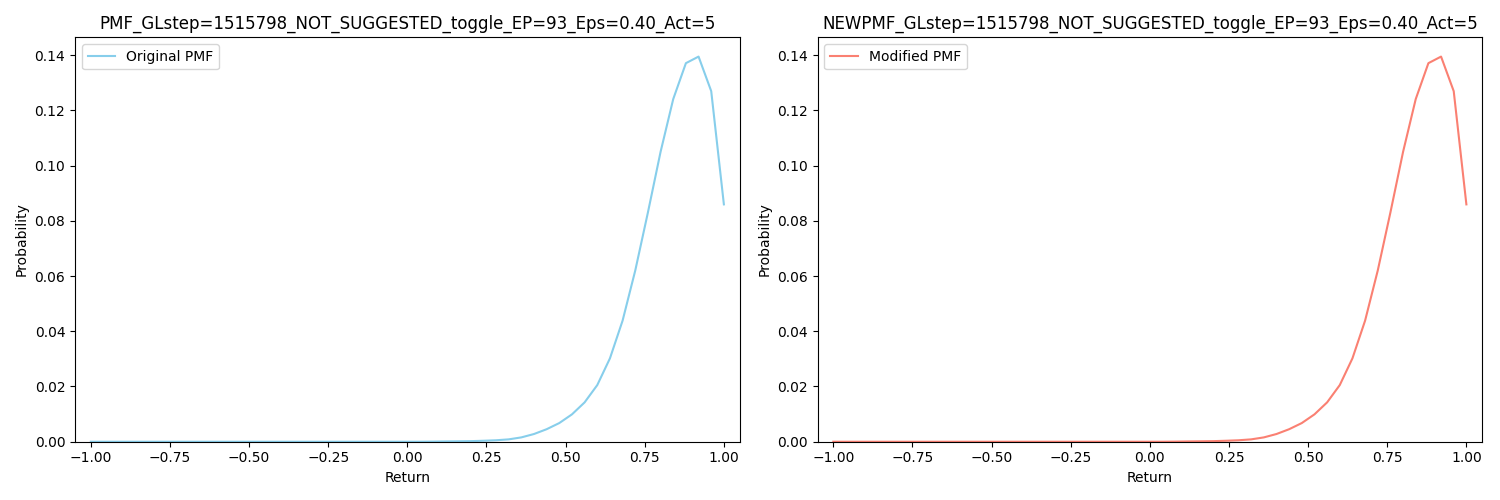 PMF_GLstep=1515798_NOT_SUGGESTED_toggle_EP=93_Eps=0.40_Act=5
Original PMF
0.14
0.12
0.10
0.08
0.06
0.04
0.02
0.00
Probability
−1.00 −0.75 −0.50 −0.25 0.00 0.25 0.50 0.75 1.00
Return
NEWPMF_GLstep=1515798_NOT_SUGGESTED_toggle_EP=93_Eps=0.40_Act=5
Modified PMF
0.14
0.12
0.10
0.08
0.06
0.04
0.02
0.00
Probability
−1.00 −0.75 −0.50 −0.25 0.00 0.25 0.50 0.75 1.00
Return